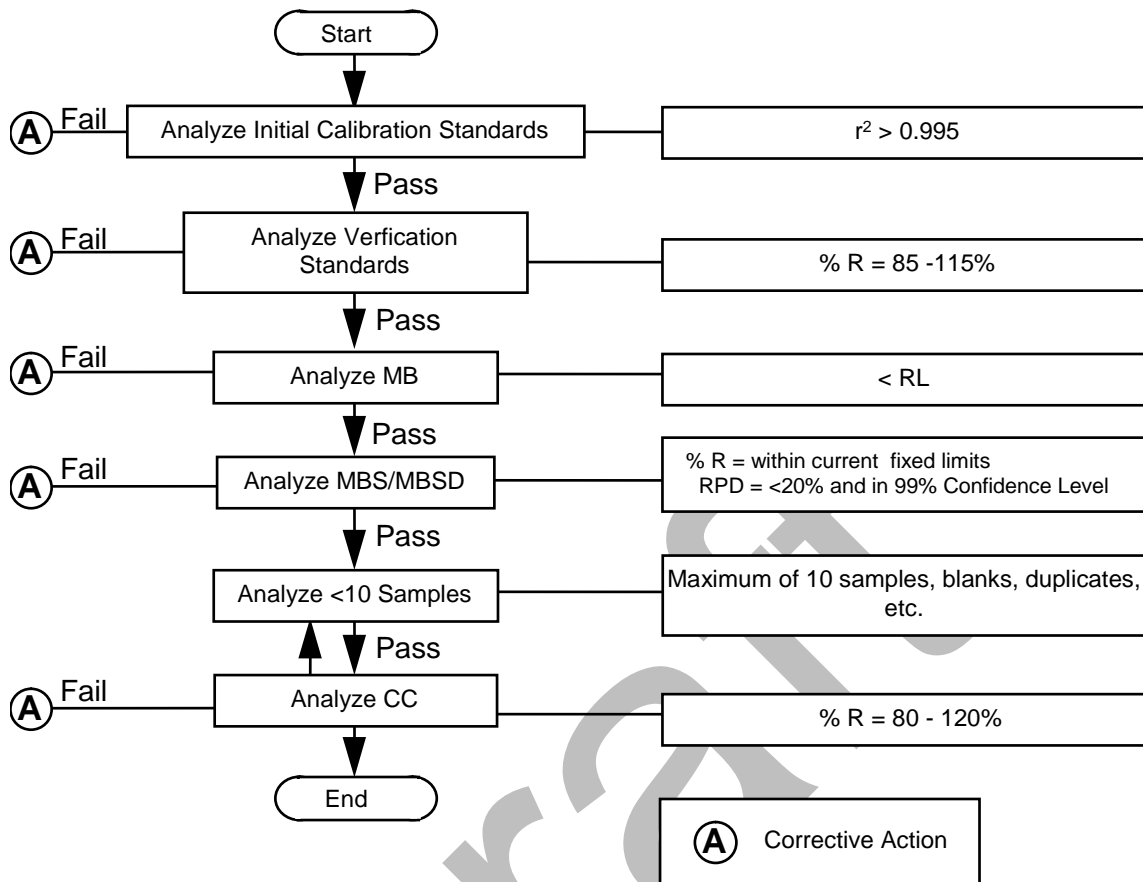 Start
A Fail
Analyze Initial Calibration Standards
r² > 0.995
Pass
A Fail
Analyze Verfication
Standards
% R = 85 -115%
Pass
A Fail
Analyze MB
< RL
Pass
A Fail
Analyze MBS/MBSD
% R = within current fixed limits
RPD = <20% and in 99% Confidence Level
Pass
Analyze <10 Samples
Maximum of 10 samples, blanks, duplicates,
etc.
Pass
A Fail
Analyze CC
% R = 80 - 120%
End
A Corrective Action